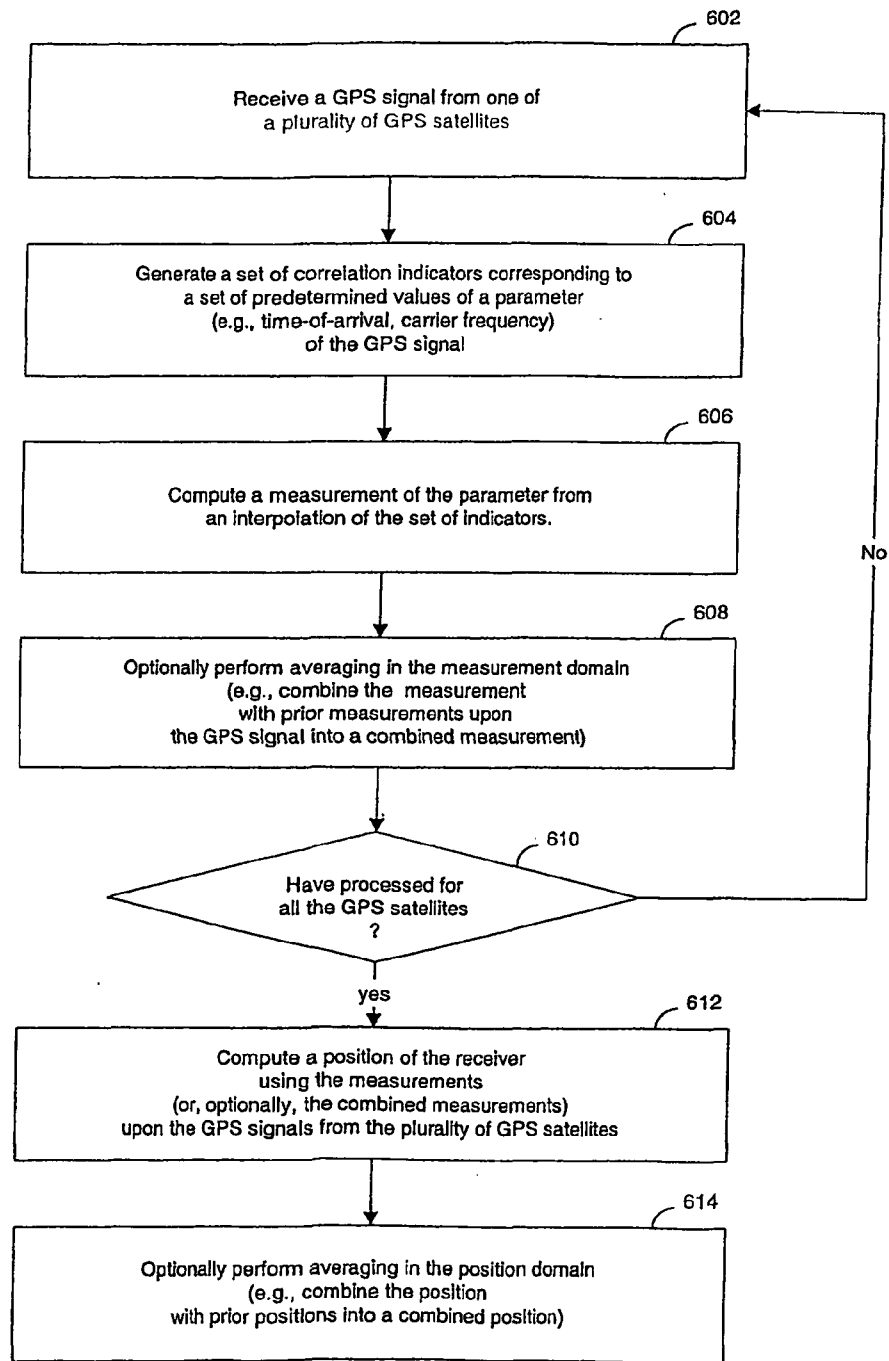 602
Receive a GPS signal from one of
a plurality of GPS satellites
604
Generate a set of correlation indicators corresponding to
a set of predetermined values of a parameter
(e.g., time-of-arrival, carrier frequency)
of the GPS signal
606
Compute a measurement of the parameter from
an interpolation of the set of indicators.
No
608
Optionally perform averaging in the measurement domain
(e.g., combine the measurement
with prior measurements upon
the GPS signal into a combined measurement)
610
Have processed for
all the GPS satellites
?
yes
612
Compute a position of the receiver
using the measurements
(or, optionally, the combined measurements)
upon the GPS signals from the plurality of GPS satellites
614
Optionally perform averaging in the position domain
(e.g., combine the position
with prior positions into a combined position)